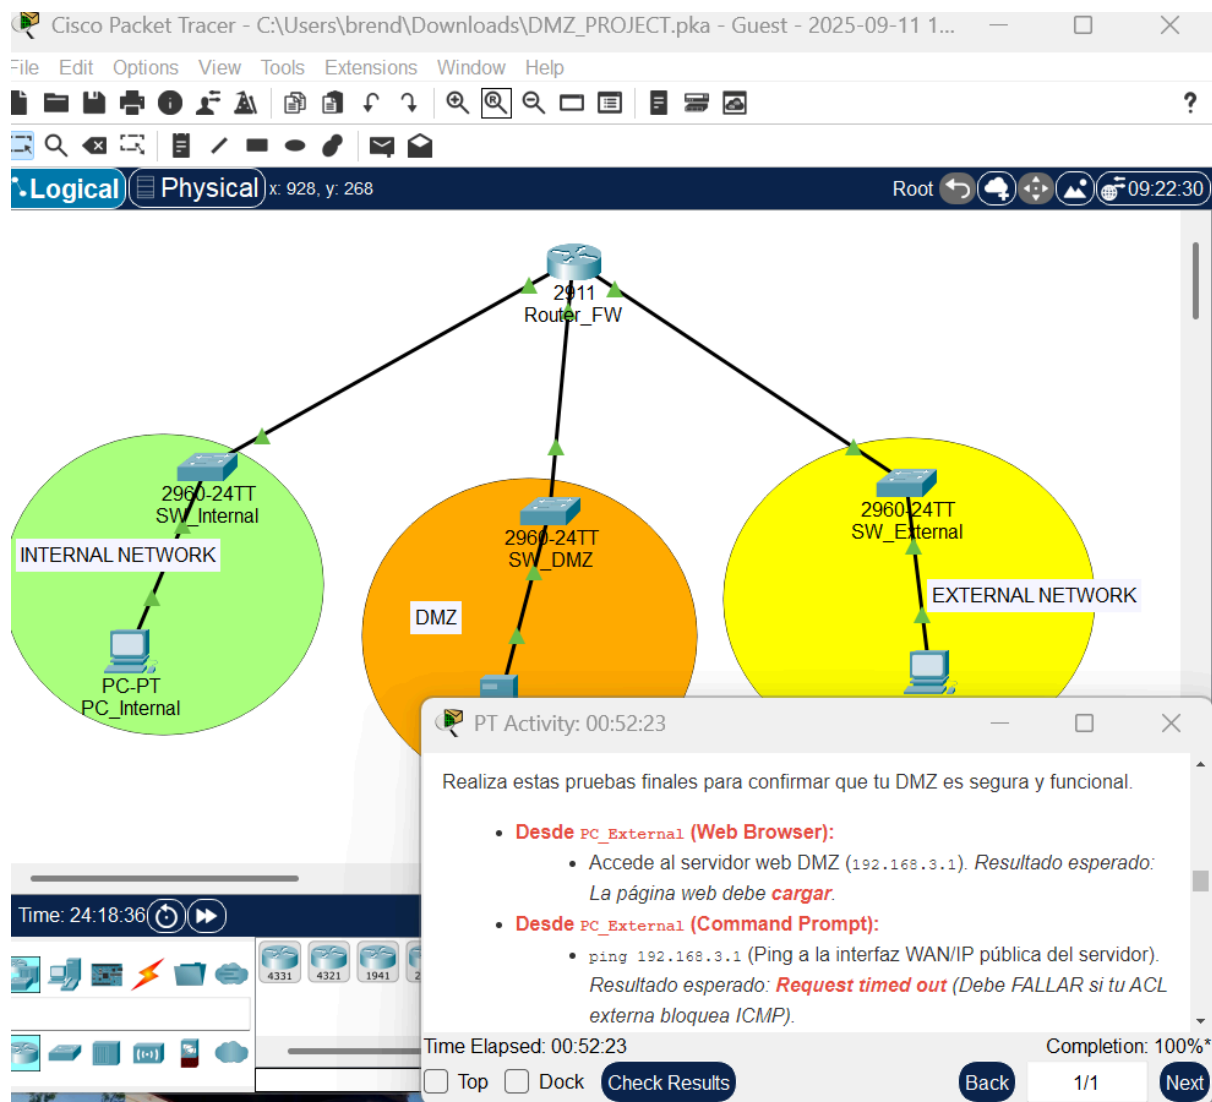 Cisco Packet Tracer - C:\Users\brend\Downloads\DMZ_PROJECT.pka - Guest - 2025-09-11 1...
File Edit Options View Tools Extensions Window Help
?
Logical Physical x: 928, y: 268 Root 09:22:30
2911
Router_FW
2960-24TT
SW_Internal
INTERNAL NETWORK
PC-PT
PC_Internal
2960-24TT
SW_DMZ
DMZ
2960-24TT
SW_External
EXTERNAL NETWORK
PT Activity: 00:52:23
Realiza estas pruebas finales para confirmar que tu DMZ es segura y funcional.
• Desde PC_External (Web Browser):
• Accede al servidor web DMZ (192.168.3.1). Resultado esperado:
La página web debe cargar.
• Desde PC_External (Command Prompt):
• ping 192.168.3.1 (Ping a la interfaz WAN/IP pública del servidor).
Resultado esperado: Request timed out (Debe FALLAR si tu ACL
externa bloquea ICMP).
Time Elapsed: 00:52:23 Completion: 100%*
Top Dock Check Results Back 1/1 Next
Time: 24:18:36
4331 4321 1941 2